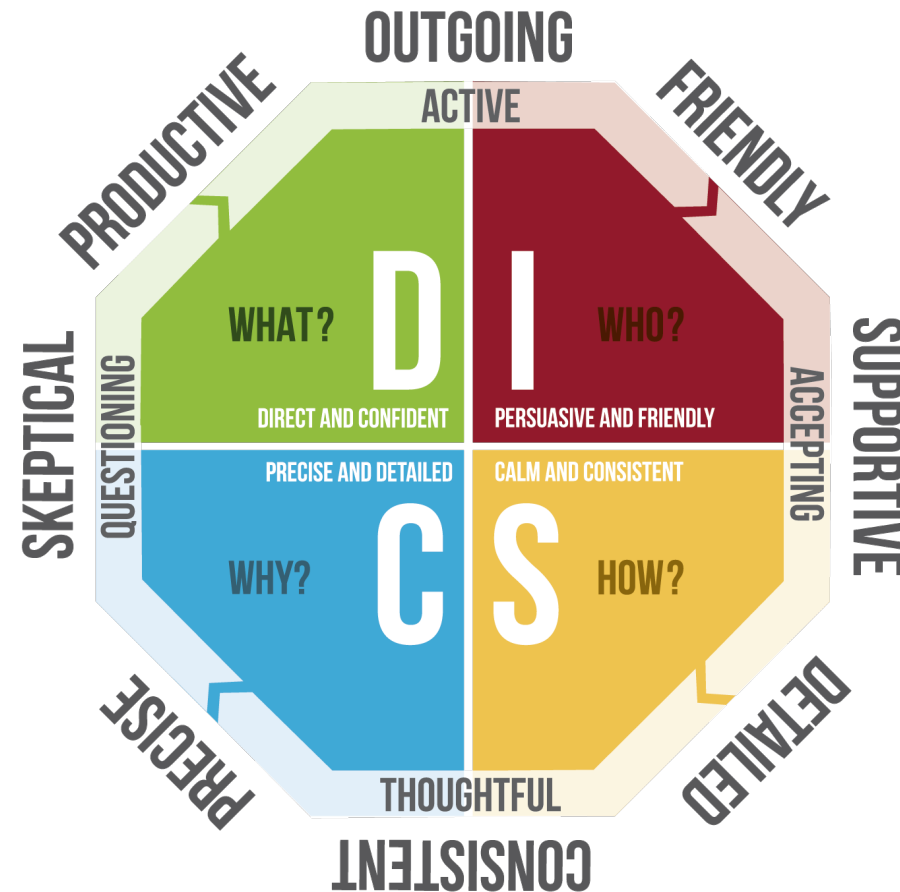 OUTGOING
PRODUCTIVE
FRIENDLY
ACTIVE
D
I
WHAT?
WHO?
DIRECT AND CONFIDENT
PERSUASIVE AND FRIENDLY
SKEPTICAL
QUESTIONING
ACCEPTING
SUPPORTIVE
PRECISE AND DETAILED
CALM AND CONSISTENT
C
S
WHY?
HOW?
PRECISE
DETAILED
THOUGHTFUL
CONSISTENT